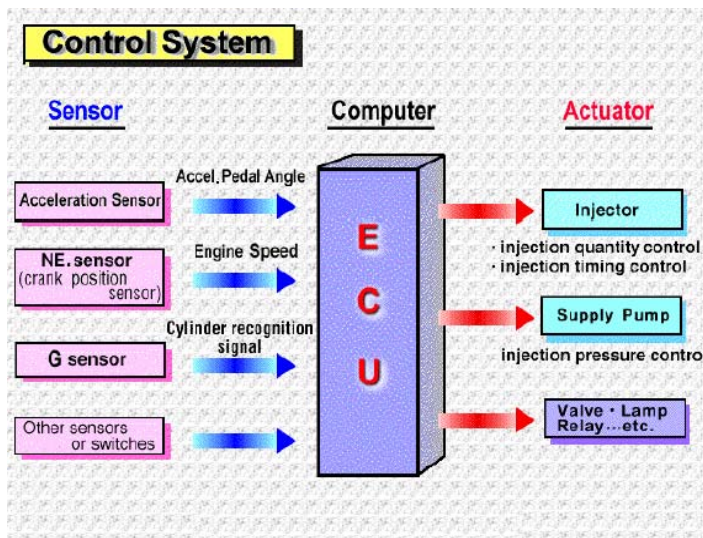 Control System
Sensor
Computer
Actuator
Acceleration Sensor
Accel.Pedal Angle
NE.sensor
(crank position
sensor)
Engine Speed
G sensor
Cylinder recognition
signal
Other sensors
or switches
E
C
U
Injector
・injection quantity control
・injection timing control
Supply Pump
injection pressure contro
Valve・Lamp
Relay…etc.